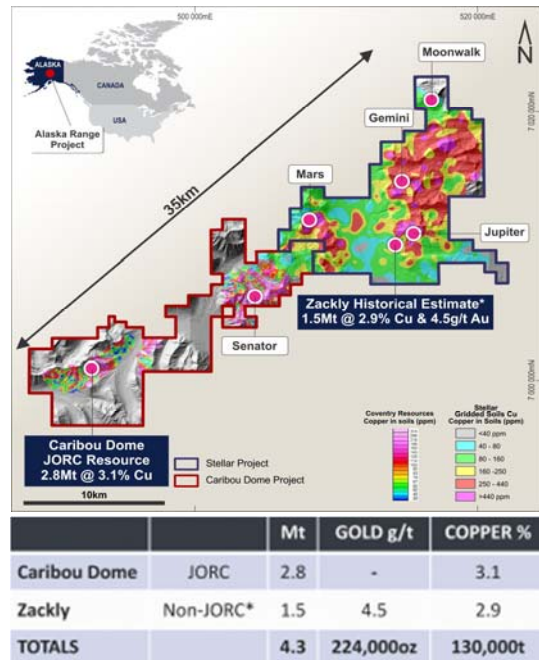 500 000mE
520 000mE
N
ALASKA
CANADA
USA
Alaska Range
Project
35km
Moonwalk
7 020 000mN
Gemini
Mars
Jupiter
Zackly Historical Estimate*
1.5Mt @ 2.9% Cu & 4.5g/t Au
Senator
7 000 000mN
Caribou Dome
JORC Resource
2.8Mt @ 3.1% Cu
10km
Stellar Project
Caribou Dome Project
Coventry Resources
Copper in soils (ppm)
Stellar
Gridded Soils Cu
Copper in Soils (ppm)
<40 ppm
40 - 80
80 - 160
160 -250
250 - 440
>440 ppm
Mt GOLD g/t COPPER %
Caribou Dome JORC 2.8 - 3.1
Zackly Non-JORC* 1.5 4.5 2.9
TOTALS 4.3 224,000oz 130,000t